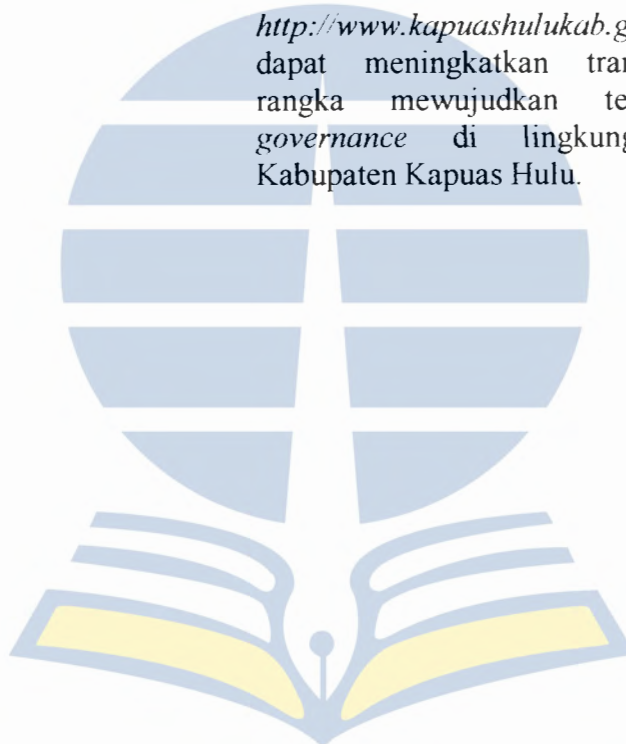 http://www.kapuashulukab.g
dapat meningkatkan tran
rangka mewujudkan te
governance di lingkung
Kabupaten Kapuas Hulu.